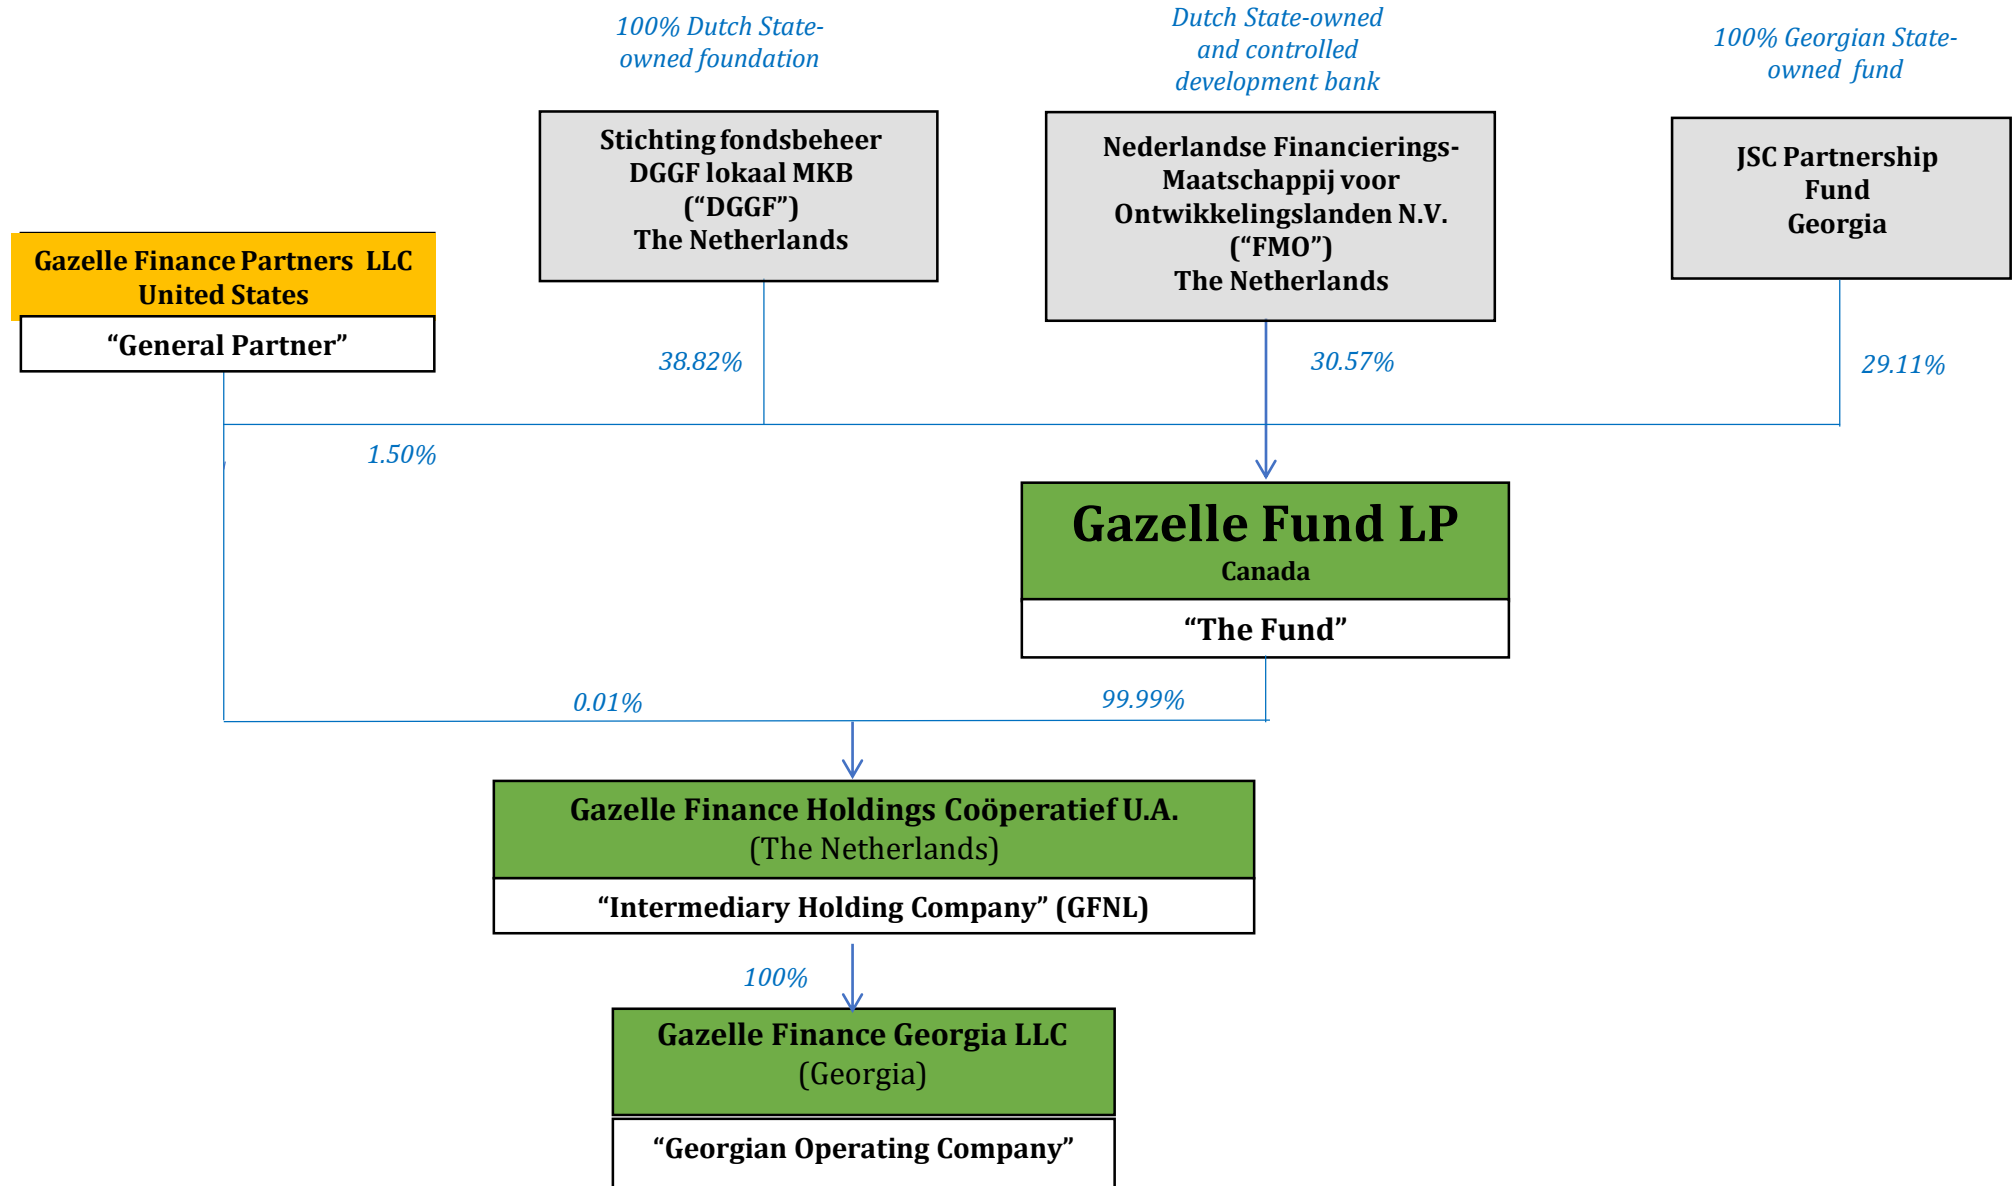 100% Dutch State-
owned foundation
Dutch State-owned
and controlled
development bank
100% Georgian State-
owned fund
Stichting fondsbeheer
DGGF lokaal MKB
(“DGGF”)
The Netherlands
Nederlandse Financierings-
Maatschappij voor
Ontwikkelingslanden N.V.
(“FMO”)
The Netherlands
JSC Partnership
Fund
Georgia
Gazelle Finance Partners LLC
United States
“General Partner”
38.82%
30.57%
29.11%
1.50%
Gazelle Fund LP
Canada
“The Fund”
0.01%
99.99%
Gazelle Finance Holdings Coöperatief U.A.
(The Netherlands)
“Intermediary Holding Company” (GFNL)
100%
Gazelle Finance Georgia LLC
(Georgia)
“Georgian Operating Company”